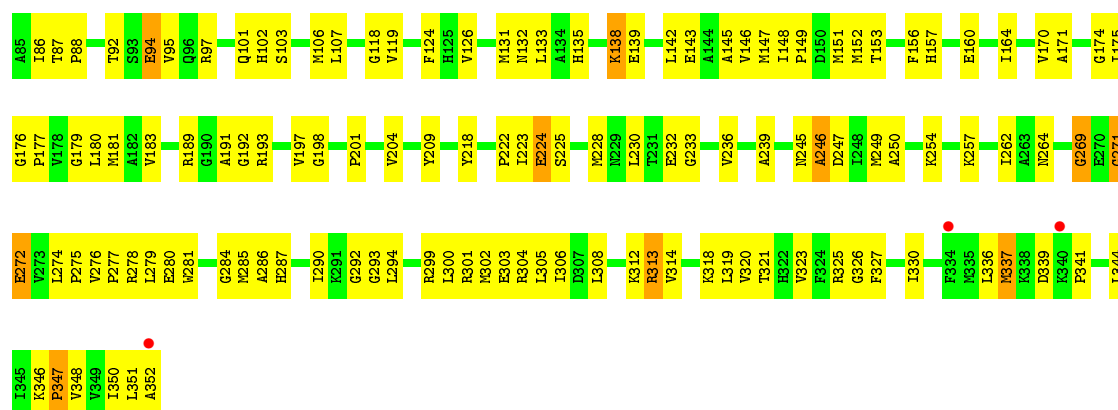 A85 I86 T87 P88 T92 S93 E94 V95 Q96 R97 Q101 H102 S103 M106 L107 G118 V119 F124 H125 V126 M131 N132 L133 A134 H135 K138 E139 L142 E143 A144 A145 V146 M147 I148 P149 D150 M151 M152 T153 F156 H157 E160 I164 V170 A171 G174 I175
G176 P177 V178 G179 L180 M181 A182 V183 R189 G190 A191 G192 R193 V197 G198 P201 V204 Y209 Y218 P222 I223 E224 S225 M228 N229 L230 T231 E232 G233 V236 A239 N245 A246 D247 I248 M249 A250 K254 K257 I262 A263 N264 G269 E270
E272 V273 L274 P275 V276 P277 R278 L279 E280 W281 G284 M285 A286 H287 I290 K291 G292 G293 L294 R299 L300 R301 M302 E303 R304 L305 I306 D307 L308 K312 R313 V314 K318 L319 V320 T321 H322 V323 F324 R325 G326 F327 I330 F334 M335 L336 M337 K338 D339 K340 P341
I345 K346 P347 V348 V349 I350 L351 A352